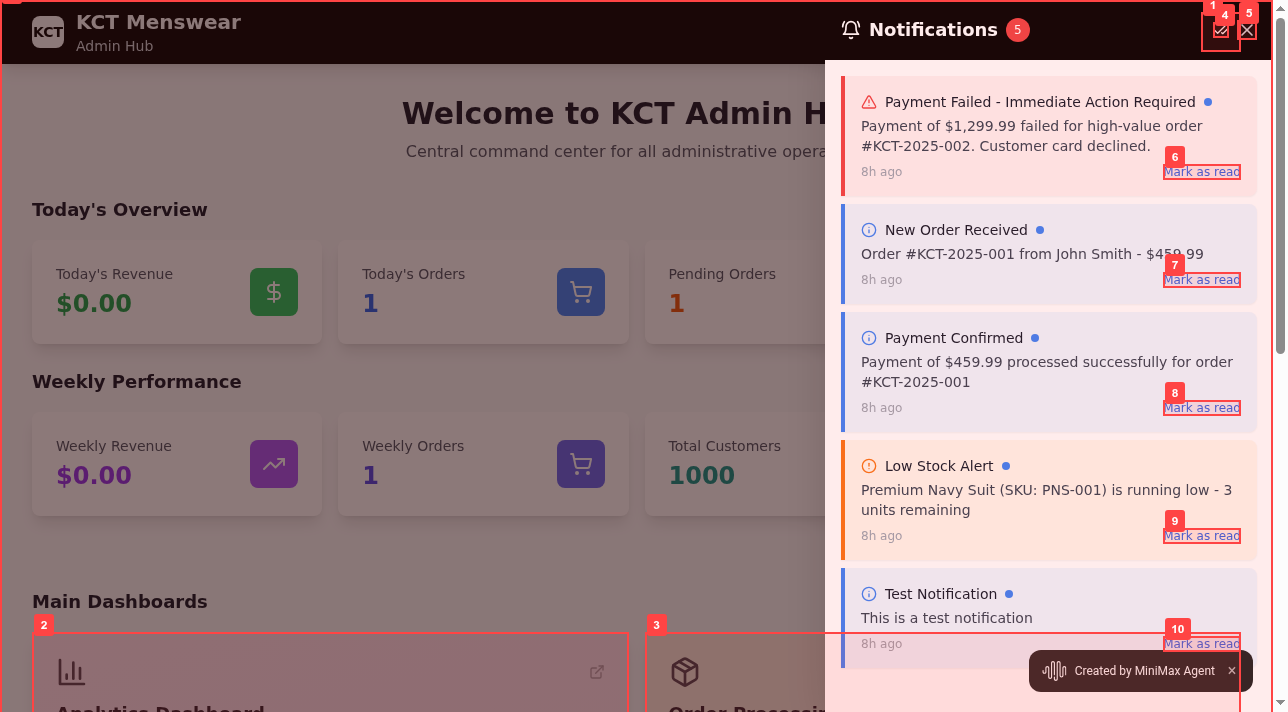 KCT
KCT Menswear
Admin Hub
Notifications
5
1
4
5
Welcome to KCT Admin H
Central command center for all administrative opera
Today's Overview
Today's Revenue
$0.00
Today's Orders
1
Pending Orders
1
Weekly Performance
Weekly Revenue
$0.00
Weekly Orders
1
Total Customers
1000
Main Dashboards
2
3
Analytics Dashboard
Order Processin
Payment Failed - Immediate Action Required
Payment of $1,299.99 failed for high-value order
#KCT-2025-002. Customer card declined.
6
8h ago
Mark as read
New Order Received
Order #KCT-2025-001 from John Smith - $459.99
7
8h ago
Mark as read
Payment Confirmed
Payment of $459.99 processed successfully for order
#KCT-2025-001
8
8h ago
Mark as read
Low Stock Alert
Premium Navy Suit (SKU: PNS-001) is running low - 3
units remaining
9
8h ago
Mark as read
Test Notification
This is a test notification
10
8h ago
Mark as read
Created by MiniMax Agent